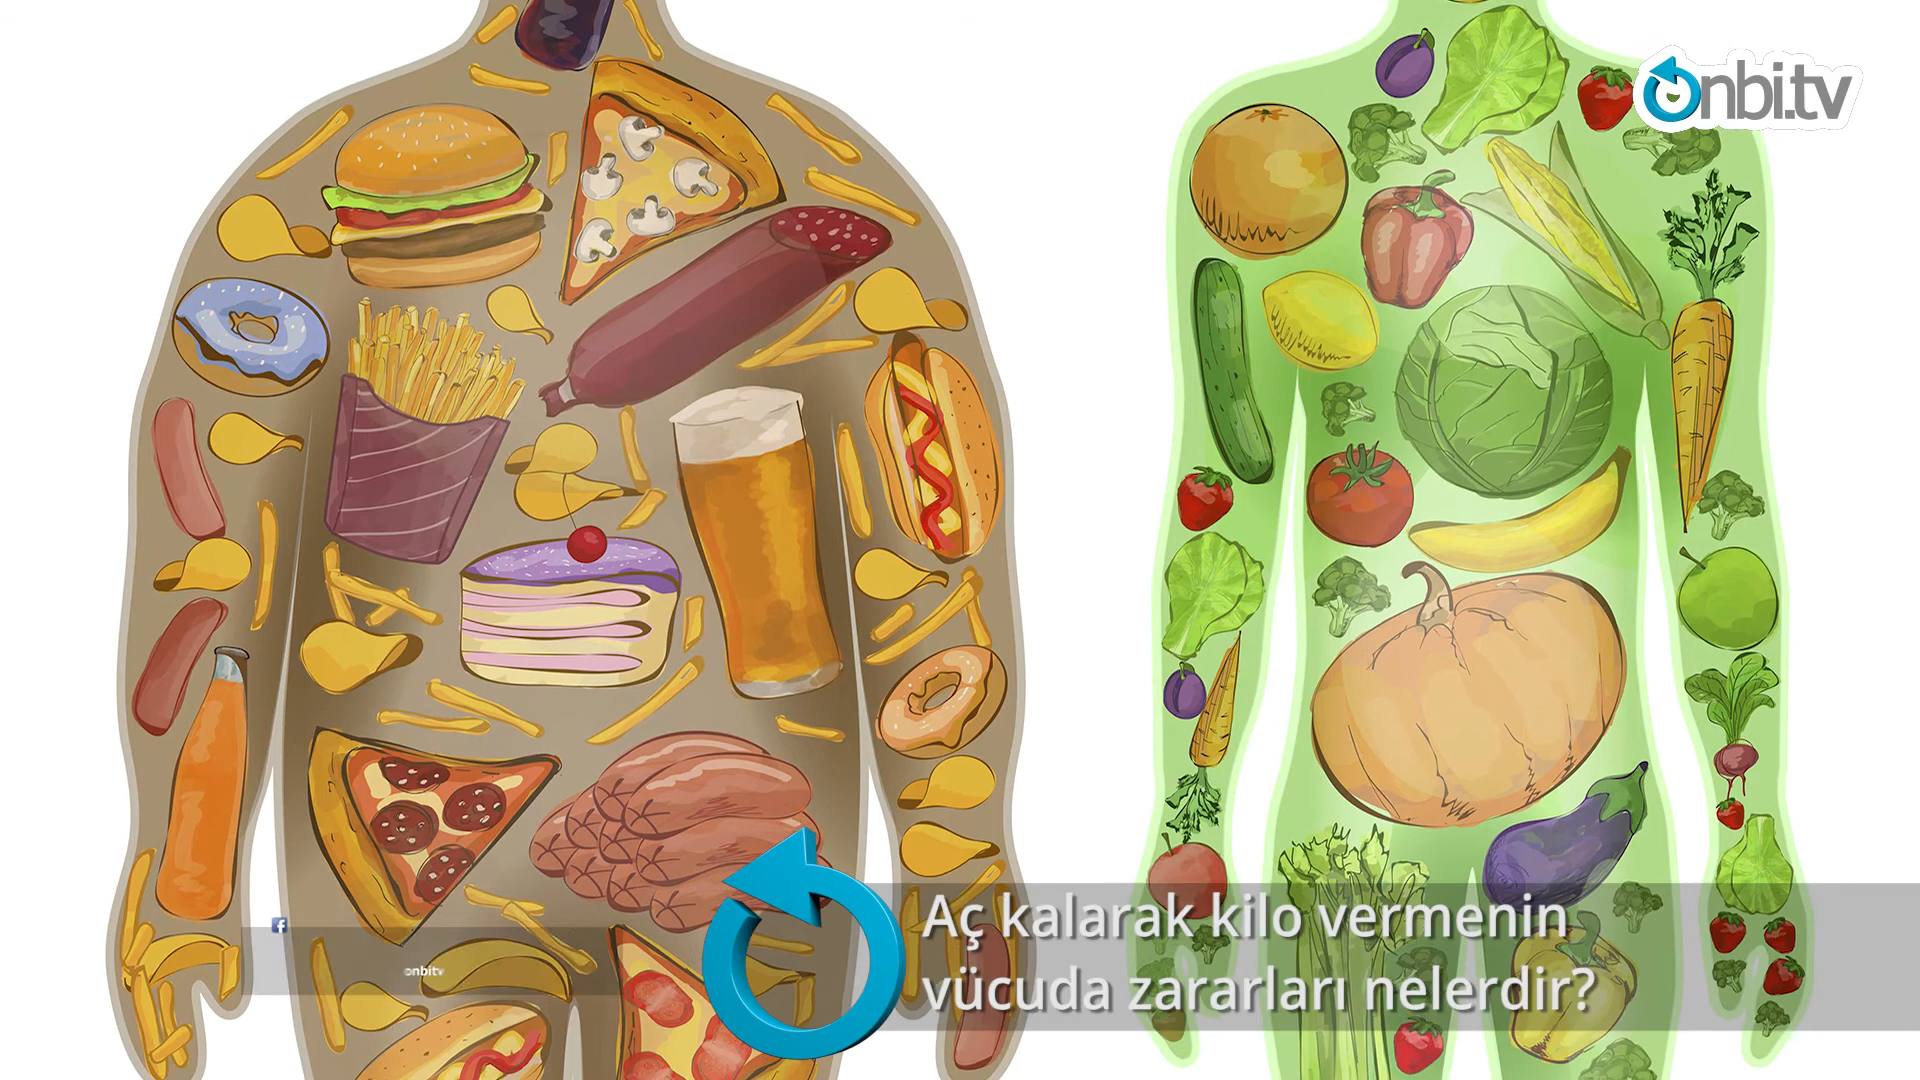 onbi.tv
Aç kalarak kilo vermenin
vücuda zararları nelerdir?
f
onbitv